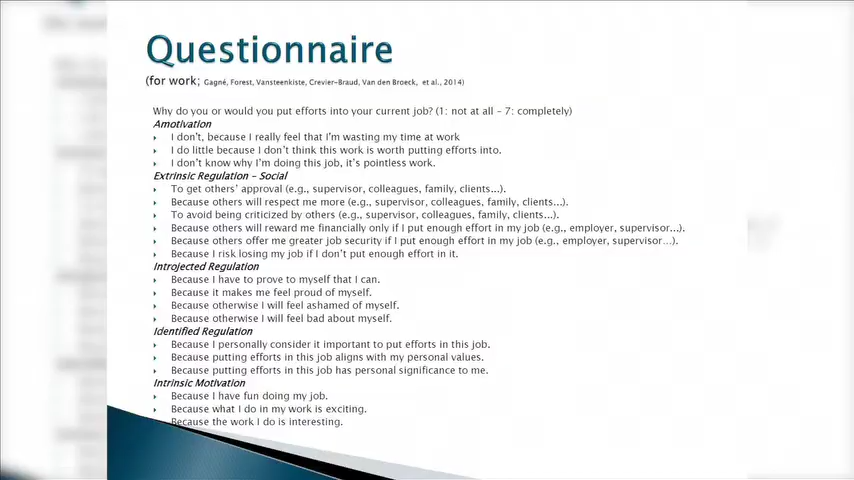 Questionnaire
(for work; Gagné, Forest, Vansteenkiste, Crevier-Braud, Van den Broeck, et al., 2014)
Why do you or would you put efforts into your current job? (1: not at all – 7: completely)
Amotivation
I don't, because I really feel that I'm wasting my time at work
I do little because I don't think this work is worth putting efforts into.
I don't know why I'm doing this job, it's pointless work.
Extrinsic Regulation – Social
To get others' approval (e.g., supervisor, colleagues, family, clients...).
Because others will respect me more (e.g., supervisor, colleagues, family, clients...).
To avoid being criticized by others (e.g., supervisor, colleagues, family, clients...).
Because others will reward me financially only if I put enough effort in my job (e.g., employer, supervisor...).
Because others offer me greater job security if I put enough effort in my job (e.g., employer, supervisor...).
Because I risk losing my job if I don't put enough effort in it.
Introjected Regulation
Because I have to prove to myself that I can.
Because it makes me feel proud of myself.
Because otherwise I will feel ashamed of myself.
Because otherwise I will feel bad about myself.
Identified Regulation
Because I personally consider it important to put efforts in this job.
Because putting efforts in this job aligns with my personal values.
Because putting efforts in this job has personal significance to me.
Intrinsic Motivation
Because I have fun doing my job.
Because what I do in my work is exciting.
Because the work I do is interesting.